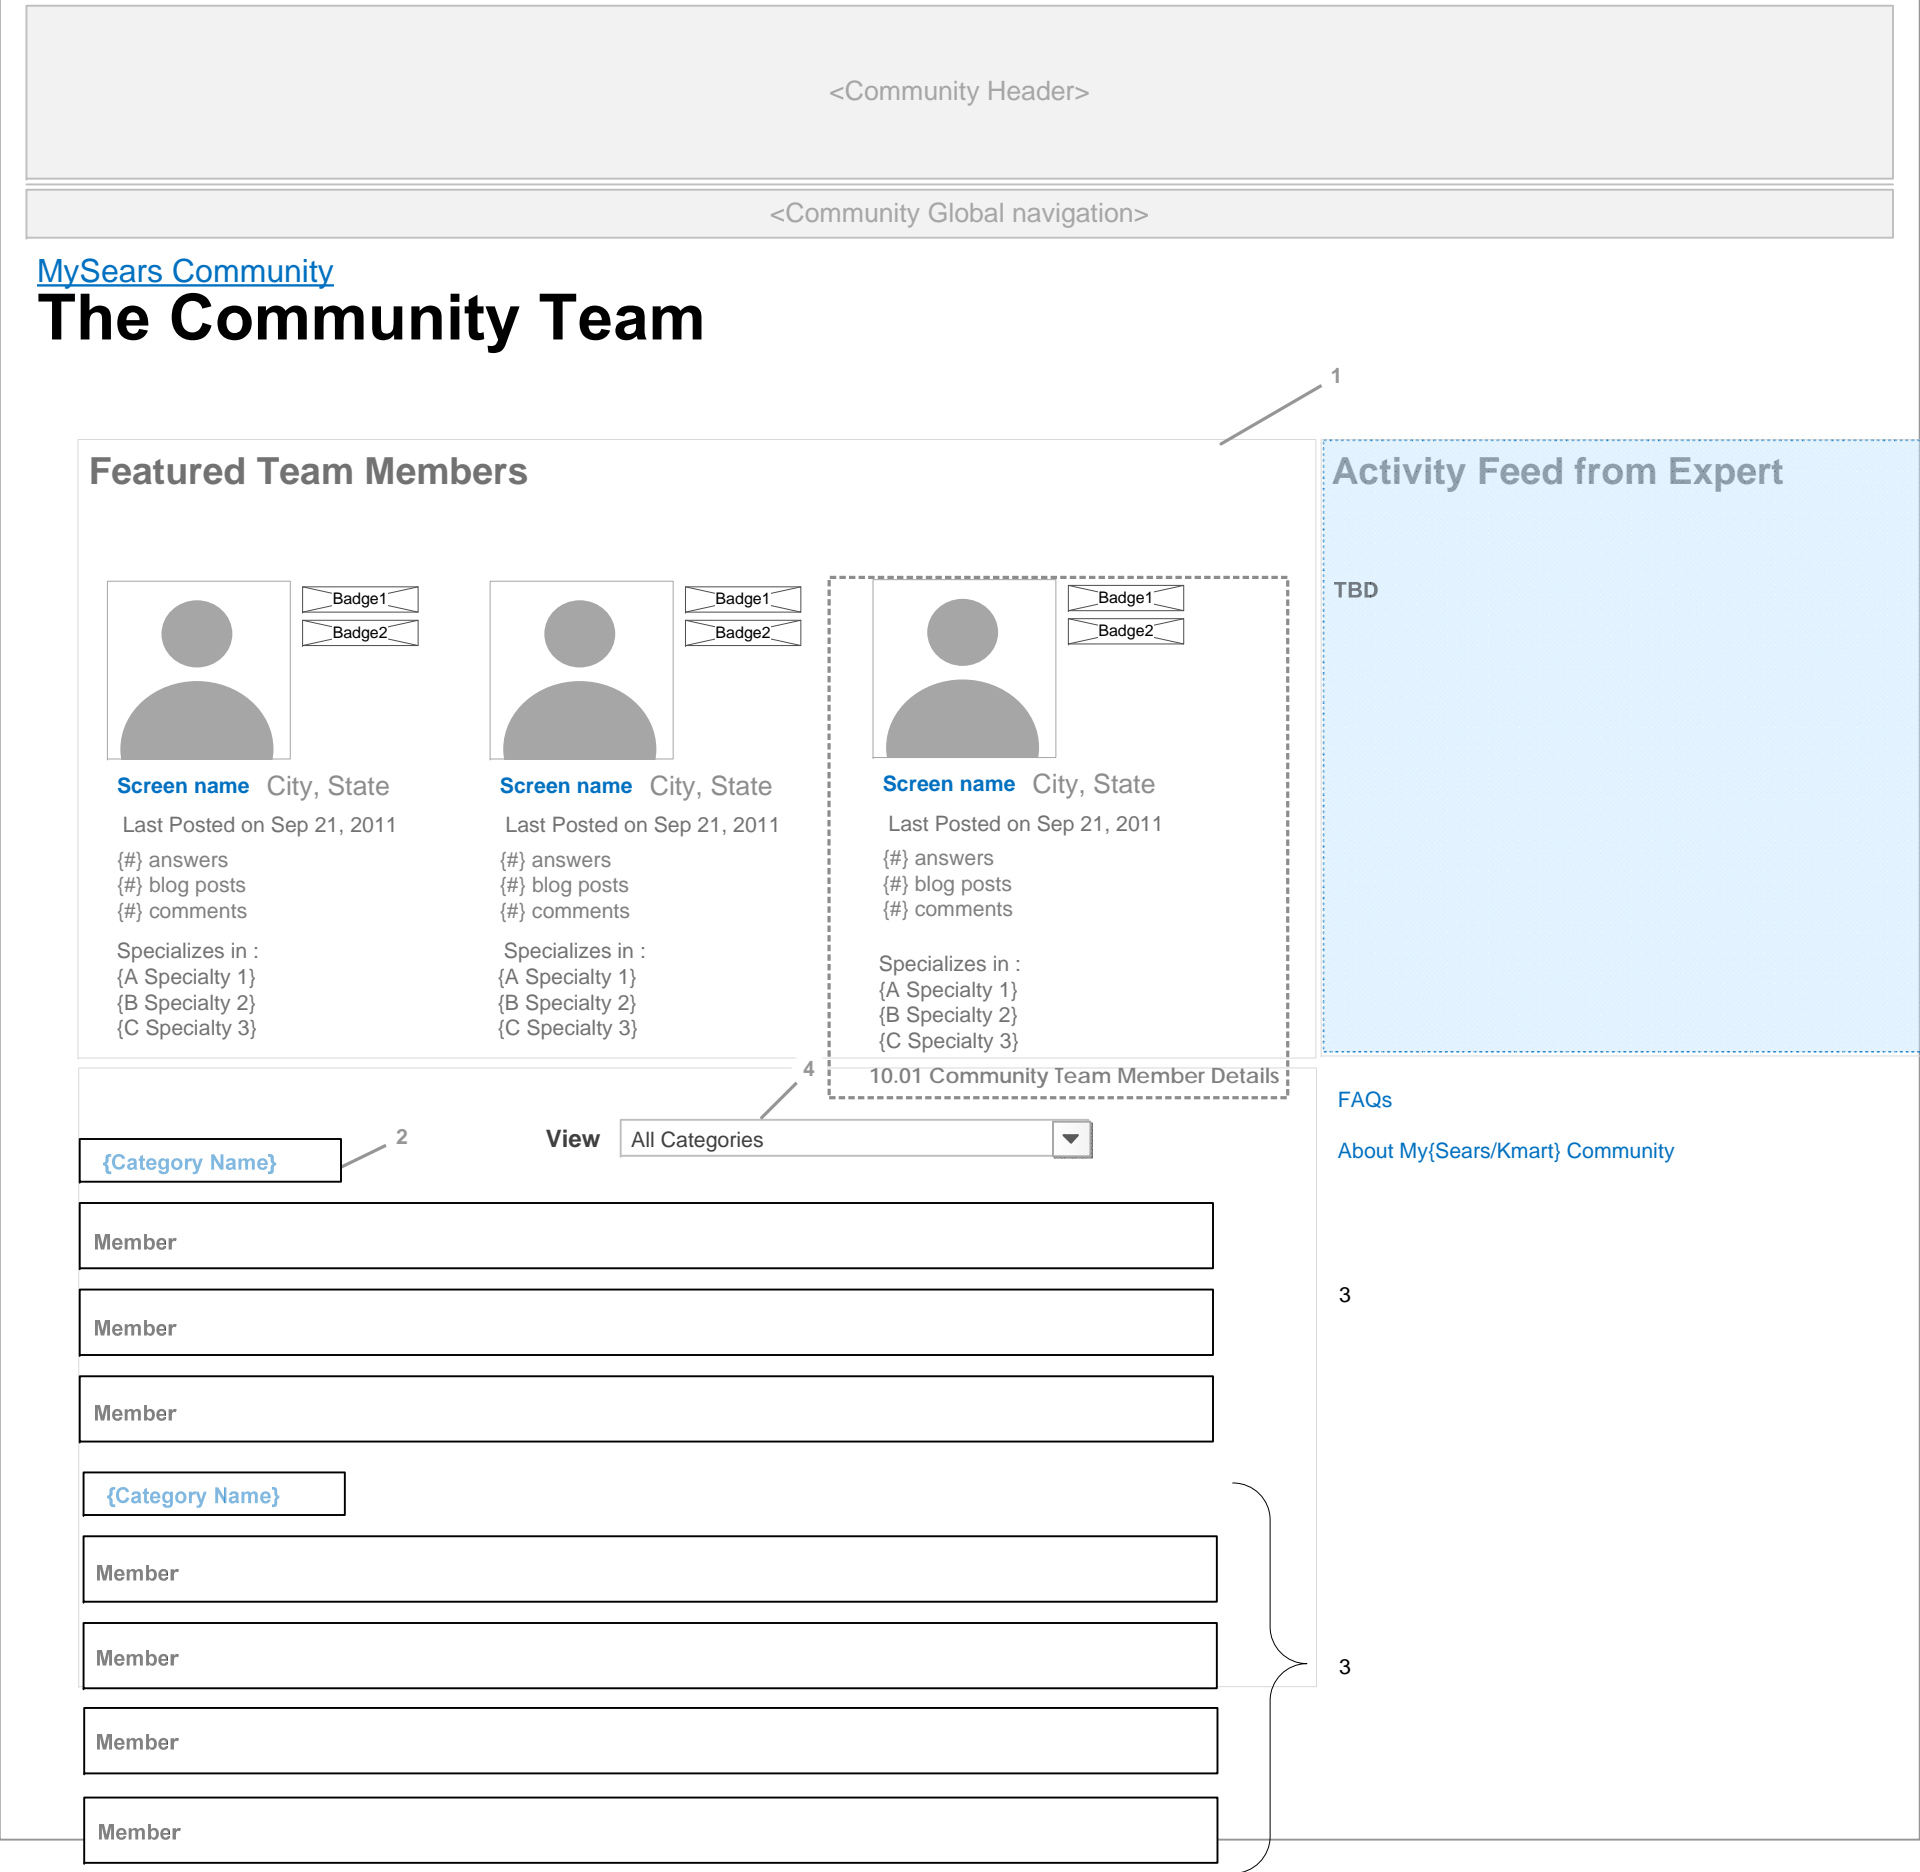 <Community Header>
<Community Global navigation>
MySears Community
The Community Team
1
Featured Team Members
Activity Feed from Expert
TBD
Badge1
Badge2
Screen name City, State
Last Posted on Sep 21, 2011
{#} answers
{#} blog posts
{#} comments
Specializes in :
{A Specialty 1}
{B Specialty 2}
{C Specialty 3}
Badge1
Badge2
Screen name City, State
Last Posted on Sep 21, 2011
{#} answers
{#} blog posts
{#} comments
Specializes in :
{A Specialty 1}
{B Specialty 2}
{C Specialty 3}
Badge1
Badge2
Screen name City, State
Last Posted on Sep 21, 2011
{#} answers
{#} blog posts
{#} comments
Specializes in :
{A Specialty 1}
{B Specialty 2}
{C Specialty 3}
10.01 Community Team Member Details
4
FAQs
About My{Sears/Kmart} Community
View All Categories
2
{Category Name}
Member
Member
3
Member
{Category Name}
Member
Member
3
Member
Member